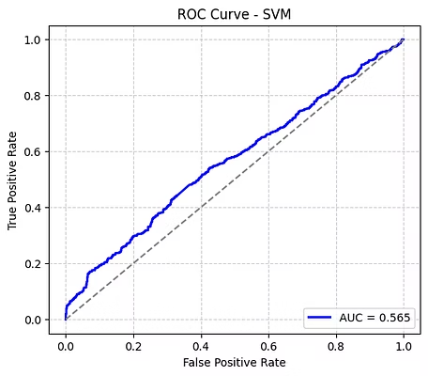 ROC Curve - SVM
True Positive Rate
1.0
0.8
0.6
0.4
0.2
0.0
AUC = 0.565
0.0 0.2 0.4 0.6 0.8 1.0
False Positive Rate